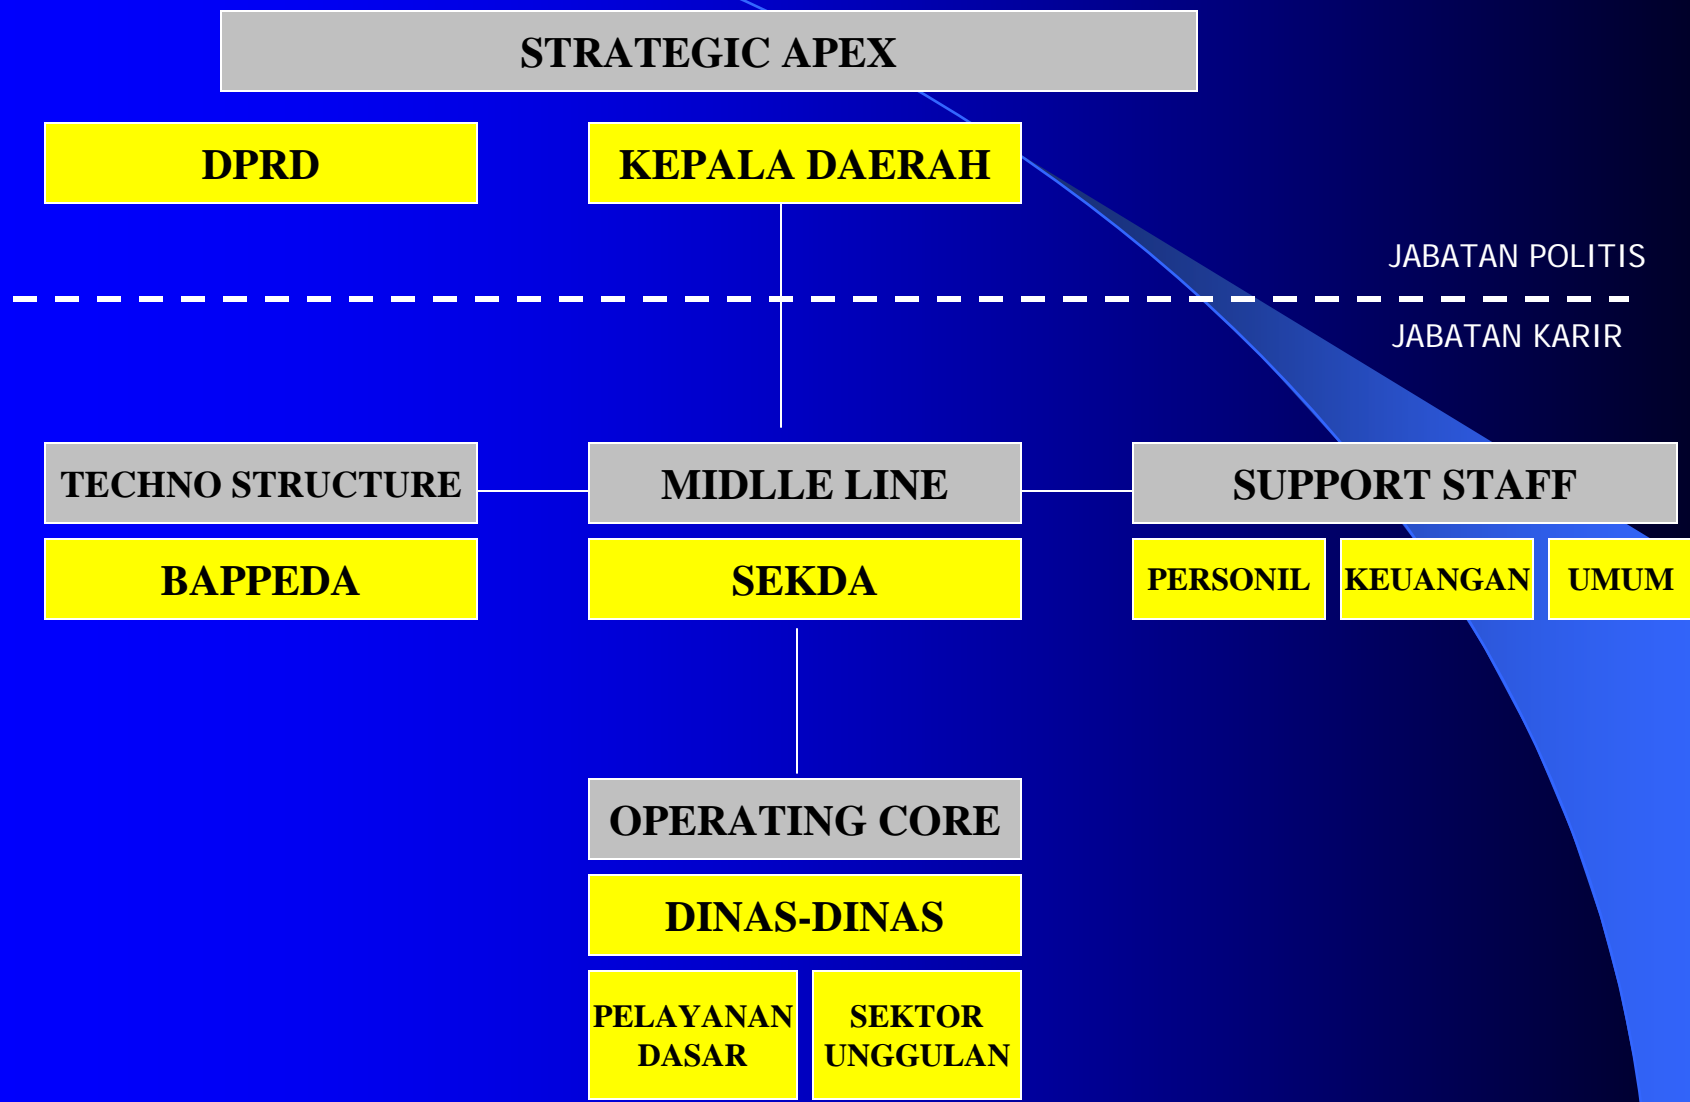 STRATEGIC APEX
DPRD
KEPALA DAERAH
JABATAN POLITIS
JABATAN KARIR
TECHNO STRUCTURE
MIDLLE LINE
SUPPORT STAFF
BAPPEDA
SEKDA
PERSONIL
KEUANGAN
UMUM
OPERATING CORE
DINAS-DINAS
PELAYANAN
DASAR
SEKTOR
UNGGULAN